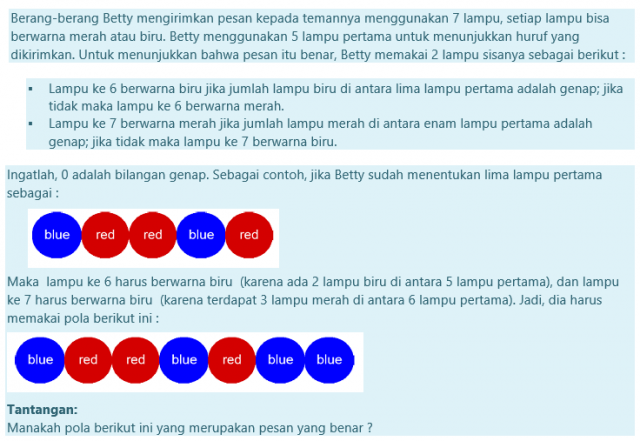 Berang-berang Betty mengirimkan pesan kepada temannya menggunakan 7 lampu, setiap lampu bisa
berwarna merah atau biru. Betty menggunakan 5 lampu pertama untuk menunjukkan huruf yang
dikirimkan. Untuk menunjukkan bahwa pesan itu benar, Betty memakai 2 lampu sisanya sebagai berikut :
▪ Lampu ke 6 berwarna biru jika jumlah lampu biru di antara lima lampu pertama adalah genap; jika
tidak maka lampu ke 6 berwarna merah.
▪ Lampu ke 7 berwarna merah jika jumlah lampu merah di antara enam lampu pertama adalah
genap; jika tidak maka lampu ke 7 berwarna biru.
Ingatlah, 0 adalah bilangan genap. Sebagai contoh, jika Betty sudah menentukan lima lampu pertama
sebagai :
blue red red blue red
Maka lampu ke 6 harus berwarna biru (karena ada 2 lampu biru di antara 5 lampu pertama), dan lampu
ke 7 harus berwarna biru (karena terdapat 3 lampu merah di antara 6 lampu pertama). Jadi, dia harus
memakai pola berikut ini :
blue red red blue red blue blue
Tantangan:
Manakah pola berikut ini yang merupakan pesan yang benar ?